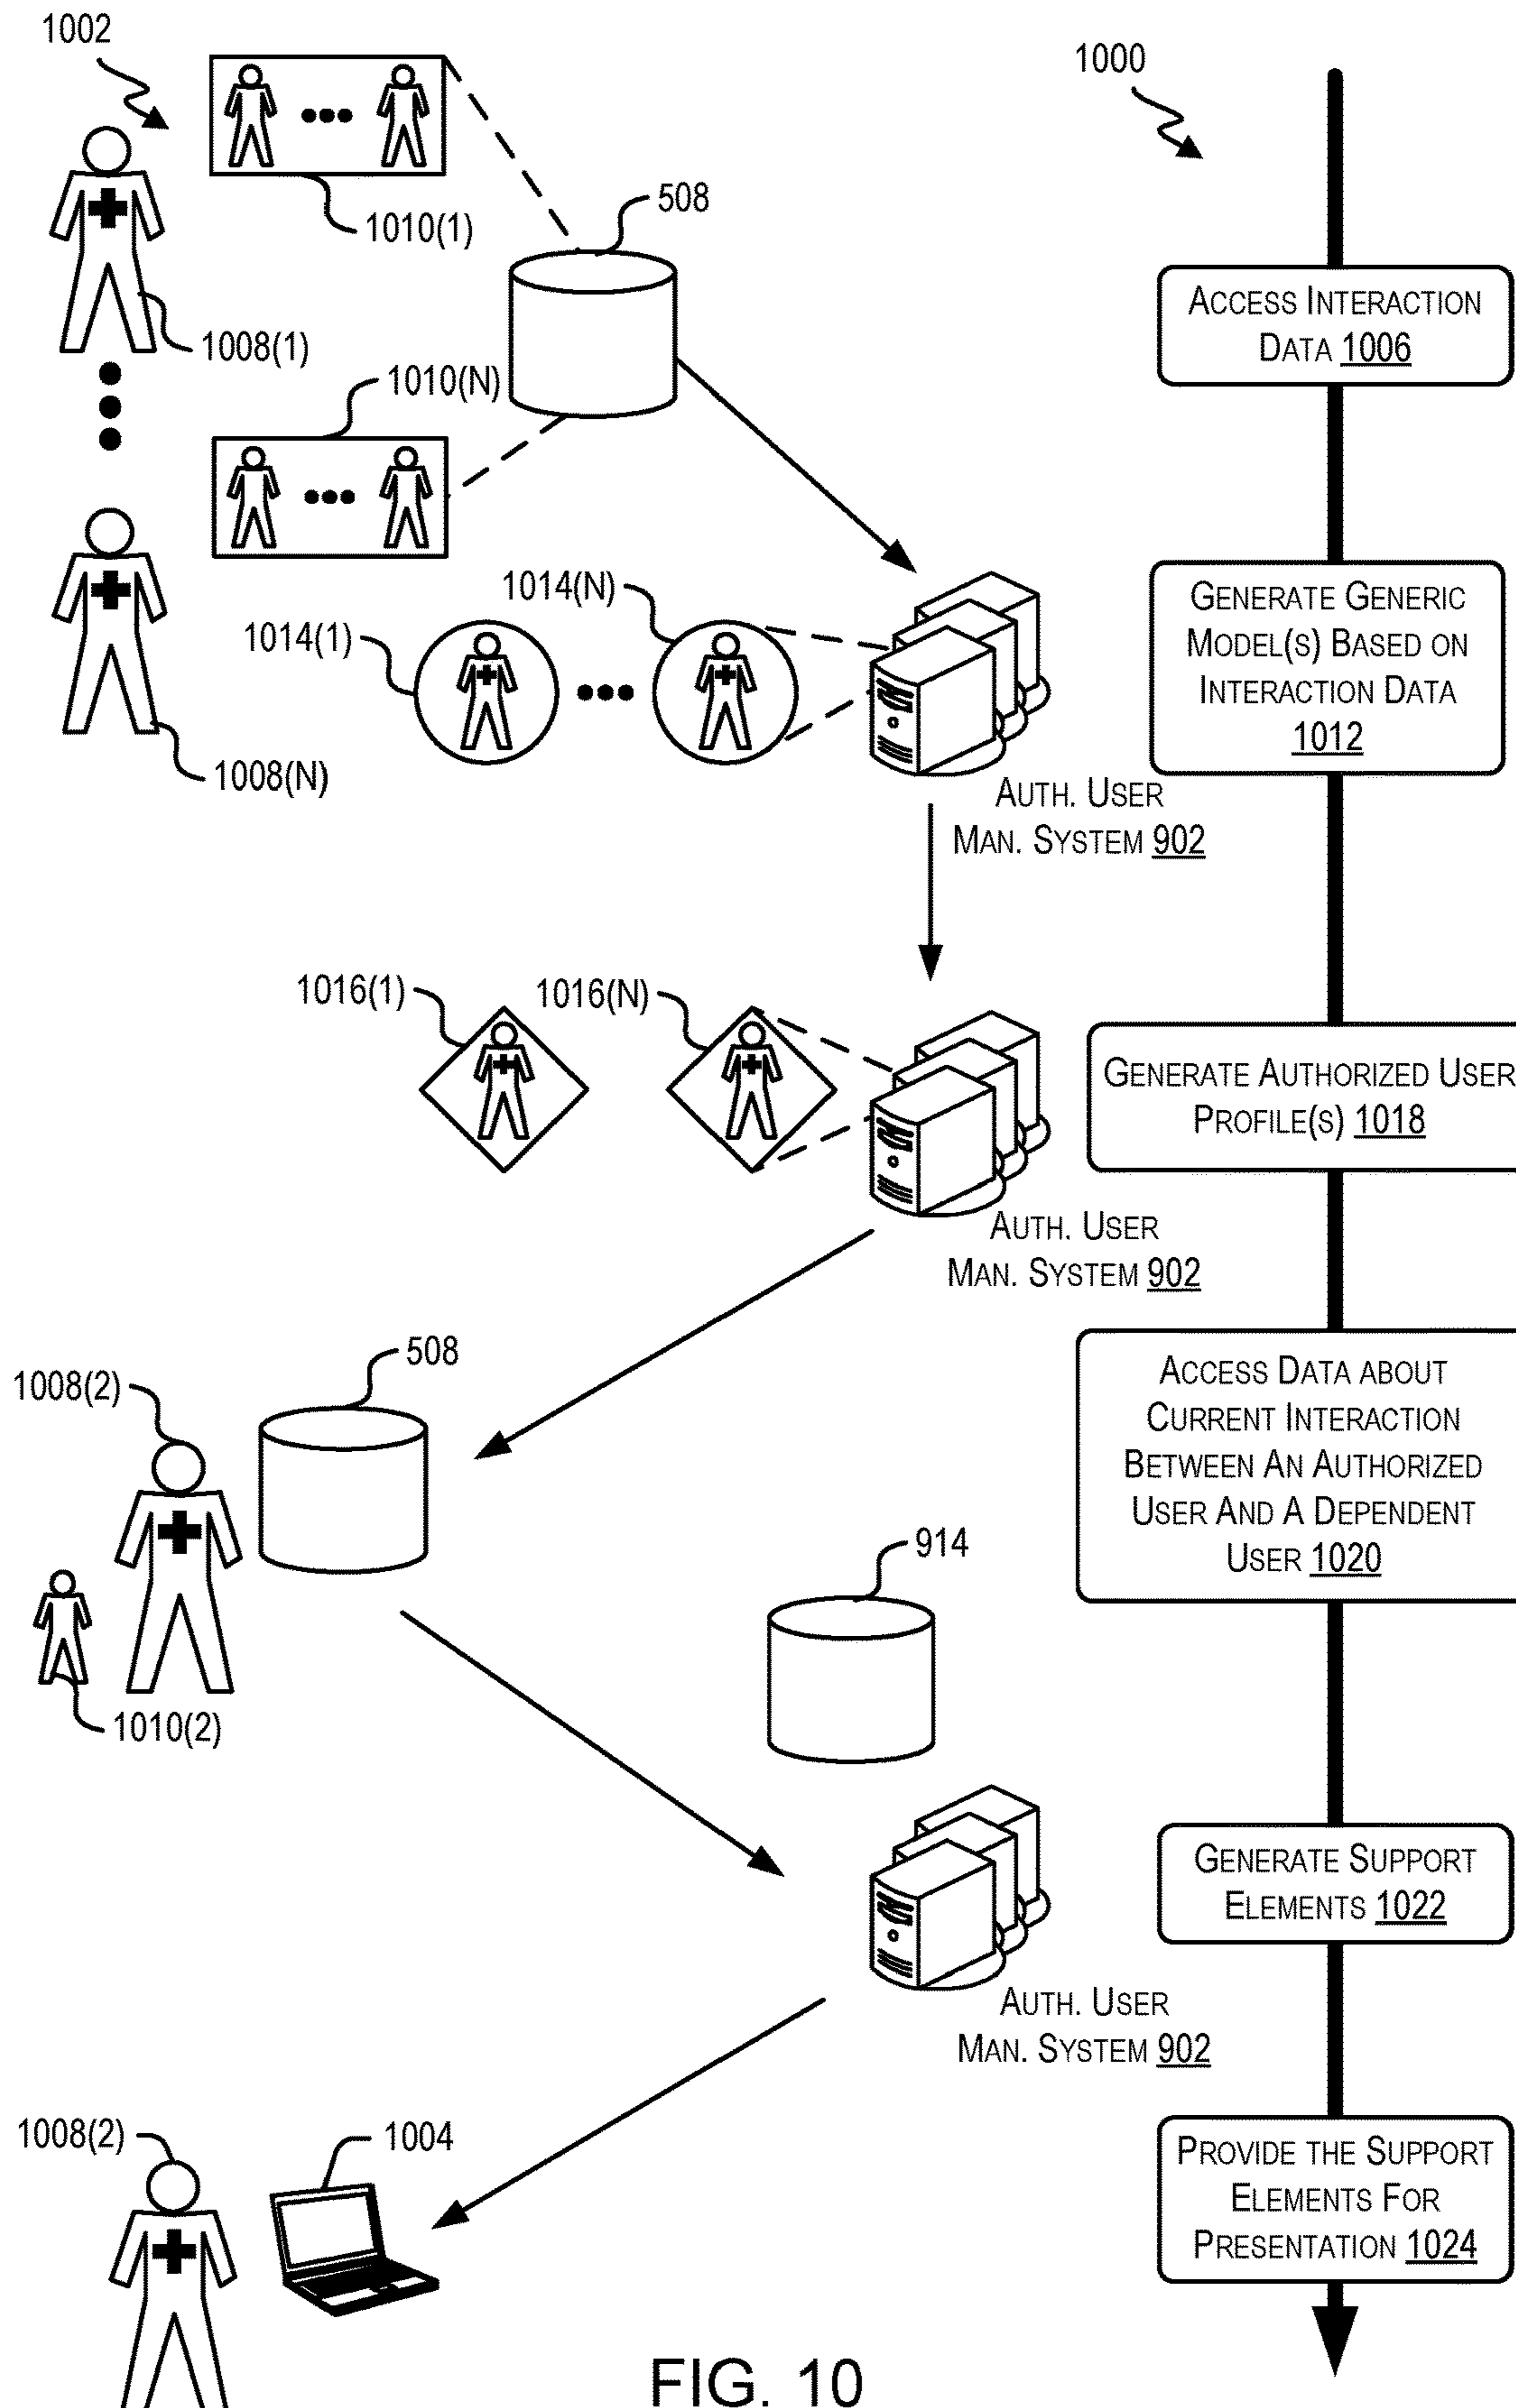 1002
1000
1010(1)
508
1008(1)
ACCESS INTERACTION
DATA 1006
1010(N)
1014(N)
1014(1)
1008(N)
GENERATE GENERIC
MODEL(S) BASED ON
INTERACTION DATA
1012
AUTH. USER
MAN. SYSTEM 902
1016(1)
1016(N)
GENERATE AUTHORIZED USER
PROFILE(S) 1018
AUTH. USER
MAN. SYSTEM 902
508
1008(2)
1010(2)
ACCESS DATA ABOUT
CURRENT INTERACTION
BETWEEN AN AUTHORIZED
USER AND A DEPENDENT
USER 1020
914
GENERATE SUPPORT
ELEMENTS 1022
AUTH. USER
MAN. SYSTEM 902
1008(2)
1004
PROVIDE THE SUPPORT
ELEMENTS FOR
PRESENTATION 1024
FIG. 10